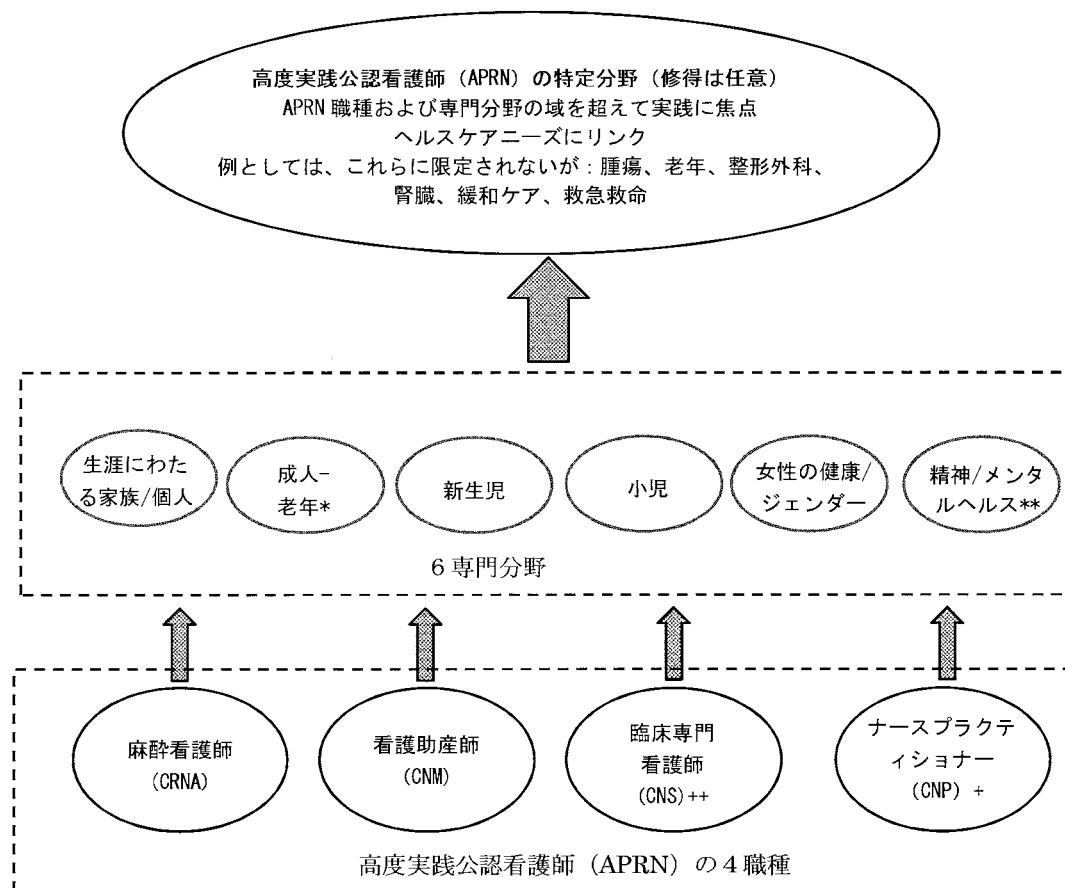 高度実践公認看護師（APRN）の特定分野（修得は任意）
APRN 職種および専門分野の域を超えて実践に焦点
ヘルスケアニーズにリンク
例としては、これらに限定されないが：腫瘍、老年、整形外科、
腎臓、緩和ケア、救急救命
生涯にわた
る家族/個人
成人-
老年*
新生児
小児
女性の健康/
ジェンダー
精神/メンタ
ルヘルス**
6専門分野
麻酔看護師
(CRNA)
看護助産師
(CNM)
臨床専門
看護師
(CNS)++
ナースプラクテ
ィショナー
(CNP) +
高度実践公認看護師（APRN）の４職種